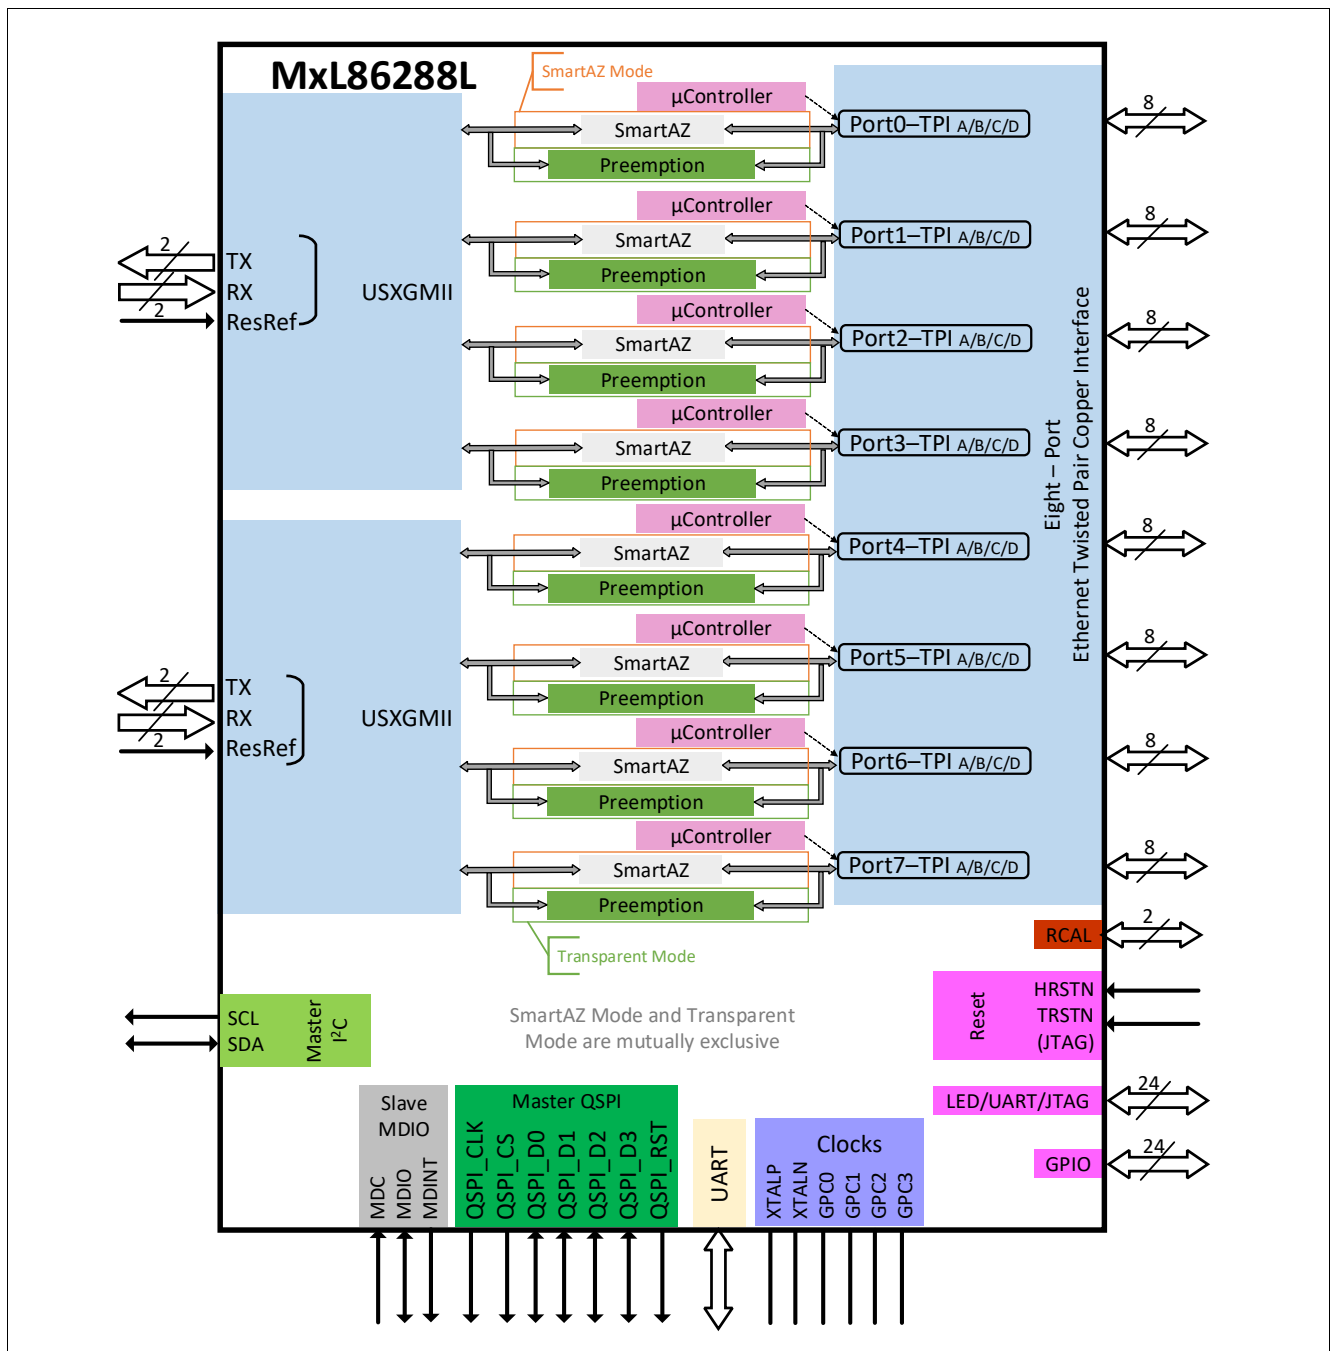 MxL86288L
SmartAZ Mode
µController
SmartAZ
Preemption
Port0–TPI A/B/C/D
8
µController
SmartAZ
Preemption
Port1–TPI A/B/C/D
8
2
TX
RX
2
ResRef
USXGMII
µController
SmartAZ
Preemption
Port2–TPI A/B/C/D
8
µController
SmartAZ
Preemption
Port3–TPI A/B/C/D
8
Eight – Port
Ethernet Twisted Pair Copper Interface
µController
SmartAZ
Preemption
Port4–TPI A/B/C/D
8
µController
SmartAZ
Preemption
Port5–TPI A/B/C/D
8
2
TX
RX
2
ResRef
USXGMII
µController
SmartAZ
Preemption
Port6–TPI A/B/C/D
8
µController
SmartAZ
Preemption
Port7–TPI A/B/C/D
8
Transparent Mode
RCAL
2
SCL
SDA
Master
I²C
SmartAZ Mode and Transparent
Mode are mutually exclusive
Reset
HRSTN
TRSTN
(JTAG)
LED/UART/JTAG
24
GPIO
24
Slave
MDIO
MDC
MDIO
MDINT
Master QSPI
QSPI_CLK
QSPI_CS
QSPI_D0
QSPI_D1
QSPI_D2
QSPI_D3
QSPI_RST
UART
Clocks
XTALP
XTALN
GPC0
GPC1
GPC2
GPC3